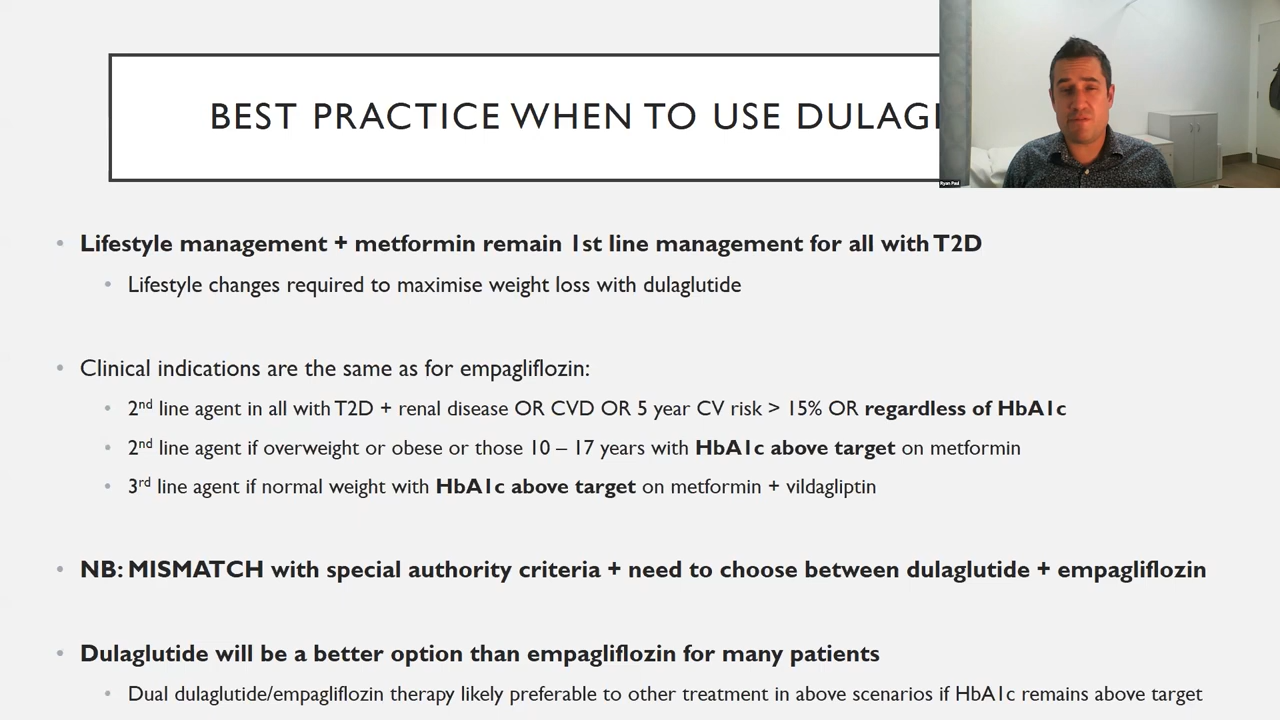 BEST PRACTICE WHEN TO USE
Ryan Paul
Lifestyle management + metformin remain 1st line management for all with T2D
Lifestyle changes required to maximise weight loss with dulaglutide
Clinical indications are the same as for empagliflozin:
2nd line agent in all with T2D + renal disease OR CVD OR 5 year CV risk > 15% OR regardless of HbA1c
2nd line agent if overweight or obese or those 10 – 17 years with HbA1c above target on metformin
3rd line agent if normal weight with HbA1c above target on metformin + vildagliptin
NB: MISMATCH with special authority criteria + need to choose between dulaglutide + empagliflozin
Dulaglutide will be a better option than empagliflozin for many patients
Dual dulaglutide/empagliflozin therapy likely preferable to other treatment in above scenarios if HbA1c remains above target